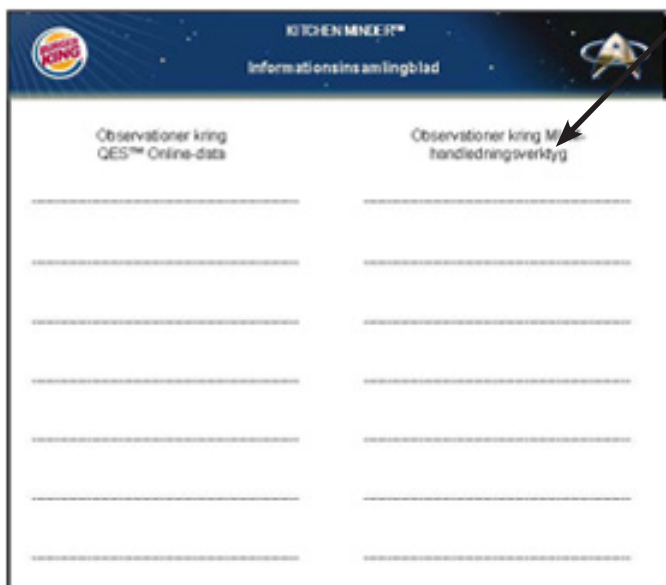 BURGER KING
KITCHEN MINDER™
Informationsinsamlingblad
Observationer kring
QES™ Online-data
Observationer kring
handledningsverktyg